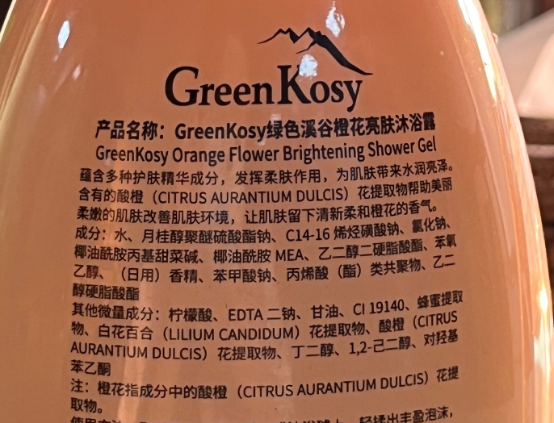 GreenKosy
产品名称：GreenKosy绿色溪谷橙花亮肤沐浴露
GreenKosy Orange Flower Brightening Shower Gel
蕴含多种护肤精华成分，发挥柔肤作用，为肌肤带来水润亮泽。
含有的酸橙（CITRUS AURANTIUM DULCIS）花提取物帮助美丽
柔嫩的肌肤改善肌肤环境，让肌肤留下清新柔和橙花的香气。
成分：水、月桂醇聚醚硫酸酯钠、C14-16 烯烃磺酸钠、氯化钠、
椰油酰胺丙基甜菜碱、椰油酰胺 MEA、乙二醇二硬脂酸酯、苯氧
乙醇、（日用）香精、苯甲酸钠、丙烯酸（酯）类共聚物、乙二
醇硬脂酸酯
其他微量成分：柠檬酸、EDTA 二钠、甘油、CI 19140、蜂蜜提取
物、白花百合（LILIUM CANDIDUM）花提取物、酸橙（CITRUS
AURANTIUM DULCIS）花提取物、丁二醇、1,2-己二醇、对羟基
苯乙酮
注：橙花指成分中的酸橙（CITRUS AURANTIUM DULCIS）花提
取物。
轻揉出丰盈泡沫，